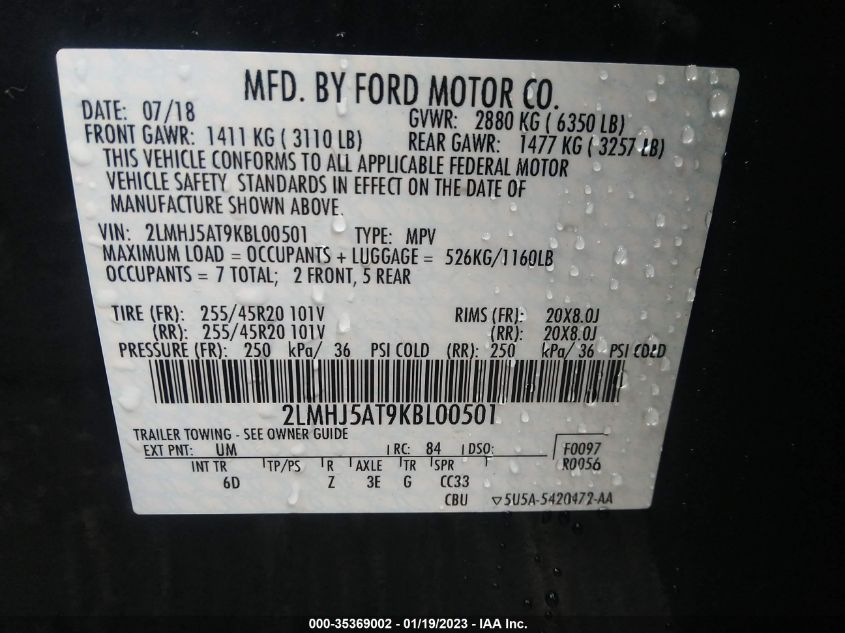 MFD. BY FORD MOTOR CO.
DATE: 07/18 GVWR: 2880 KG ( 6350 LB)
FRONT GAWR: 1411 KG ( 3110 LB) REAR GAWR: 1477 KG ( 3257 LB)
THIS VEHICLE CONFORMS TO ALL APPLICABLE FEDERAL MOTOR
VEHICLE SAFETY STANDARDS IN EFFECT ON THE DATE OF
MANUFACTURE SHOWN ABOVE.
VIN: 2LMHJ5AT9KBL00501 TYPE: MPV
MAXIMUM LOAD = OCCUPANTS + LUGGAGE = 526KG/1160LB
OCCUPANTS = 7 TOTAL; 2 FRONT, 5 REAR
TIRE (FR): 255/45R20 101V RIMS (FR): 20X8.0J
(RR): 255/45R20 101V (RR): 20X8.0J
PRESSURE (FR): 250 kPa/ 36 PSI COLD (RR): 250 kPa/ 36 PSI COLD
2LMHJ5AT9KBL00501
TRAILER TOWING - SEE OWNER GUIDE
EXT PNT: UM RC: 84 DSO: F0097
R0056
INT TR TP/PS R AXLE TR SPR
6D Z 3E G CC33
CBU ▽5U5A-5420472-AA
000-35369002 - 01/19/2023 - IAA Inc.